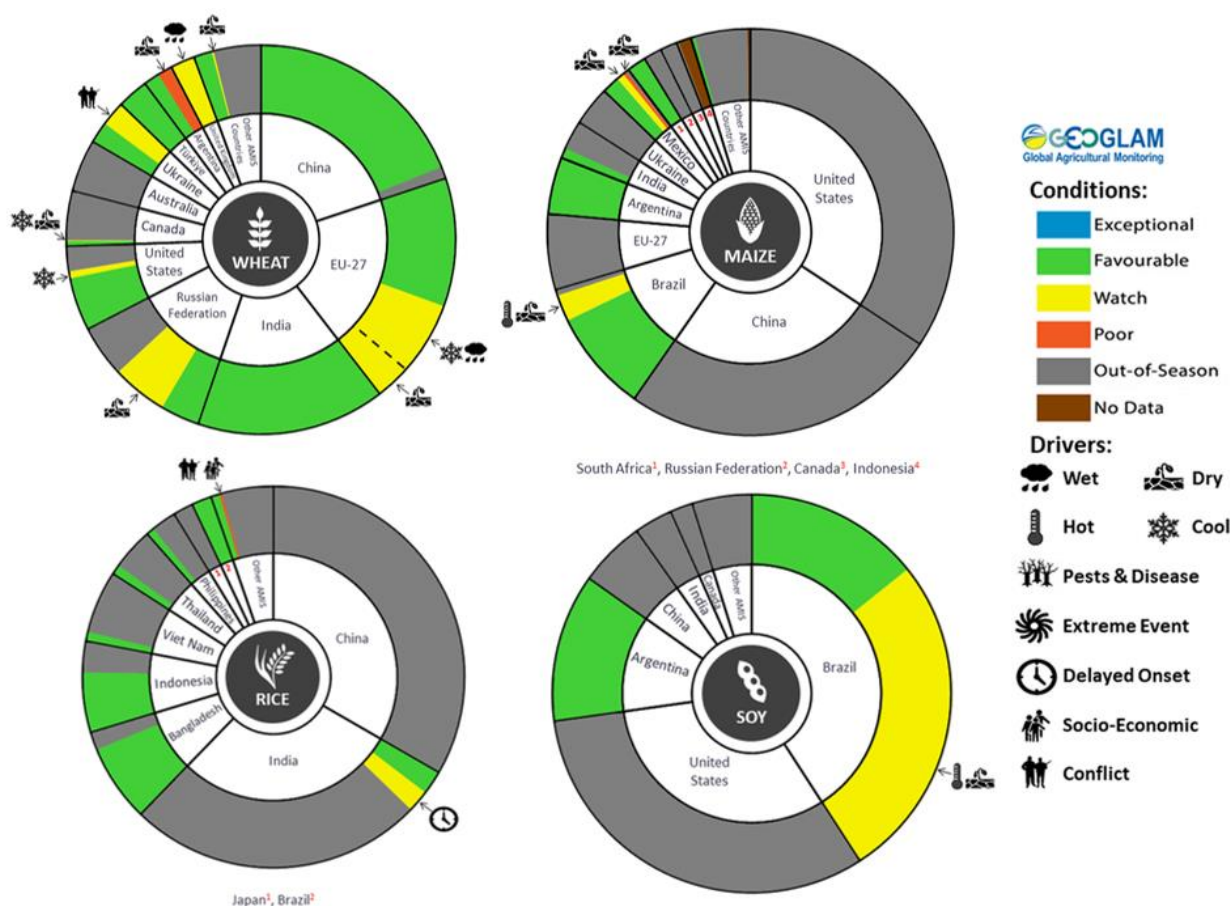 China
EU-27
India
Russian
Federation
United
States
Canada
Australia
Ukraine
Türkiye
Argentina
United Kingdom
Other AMIS
Countries
WHEAT
United
States
China
Brazil
EU-27
Argentina
India
Ukraine
Mexico
1
2
3
4
Other AMIS
Countries
MAIZE
South Africa1, Russian Federation2, Canada3, Indonesia4
China
India
Bangladesh
Indonesia
Viet Nam
Thailand
Philippines
1
2
Other AMIS
RICE
Japan1, Brazil2
Brazil
United
States
Argentina
China
India
Canada
Other AMIS
SOY
GEOGLAM
Global Agricultural Monitoring
Conditions:
Exceptional
Favourable
Watch
Poor
Out-of-Season
No Data
Drivers:
Wet
Dry
Hot
Cool
Pests & Disease
Extreme Event
Delayed Onset
Socio-Economic
Conflict